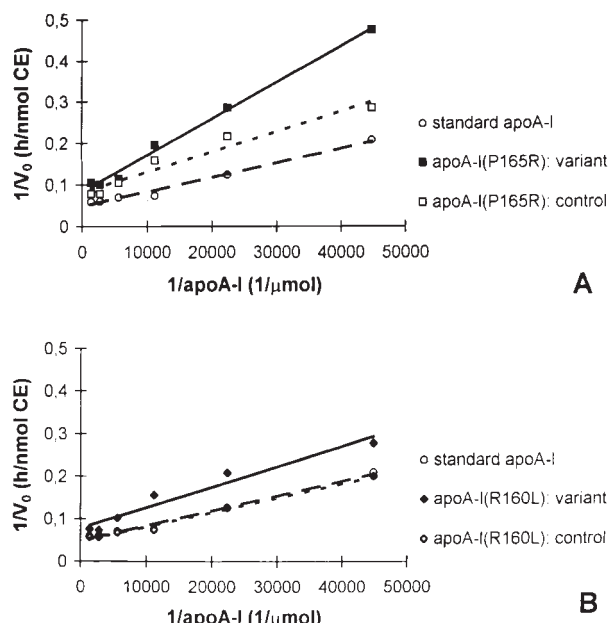 A
0,5
0,4
0,3
0,2
0,1
0
1/V₀ (h/nmol CE)
0 10000 20000 30000 40000 50000
1/apoA-I (1/µmol)
standard apoA-I
apoA-I(P165R): variant
apoA-I(P165R): control
A
B
0,5
0,4
0,3
0,2
0,1
0
1/V₀ (h/nmol CE)
0 10000 20000 30000 40000 50000
1/apoA-I (1/µmol)
standard apoA-I
apoA-I(R160L): variant
apoA-I(R160L): control
B